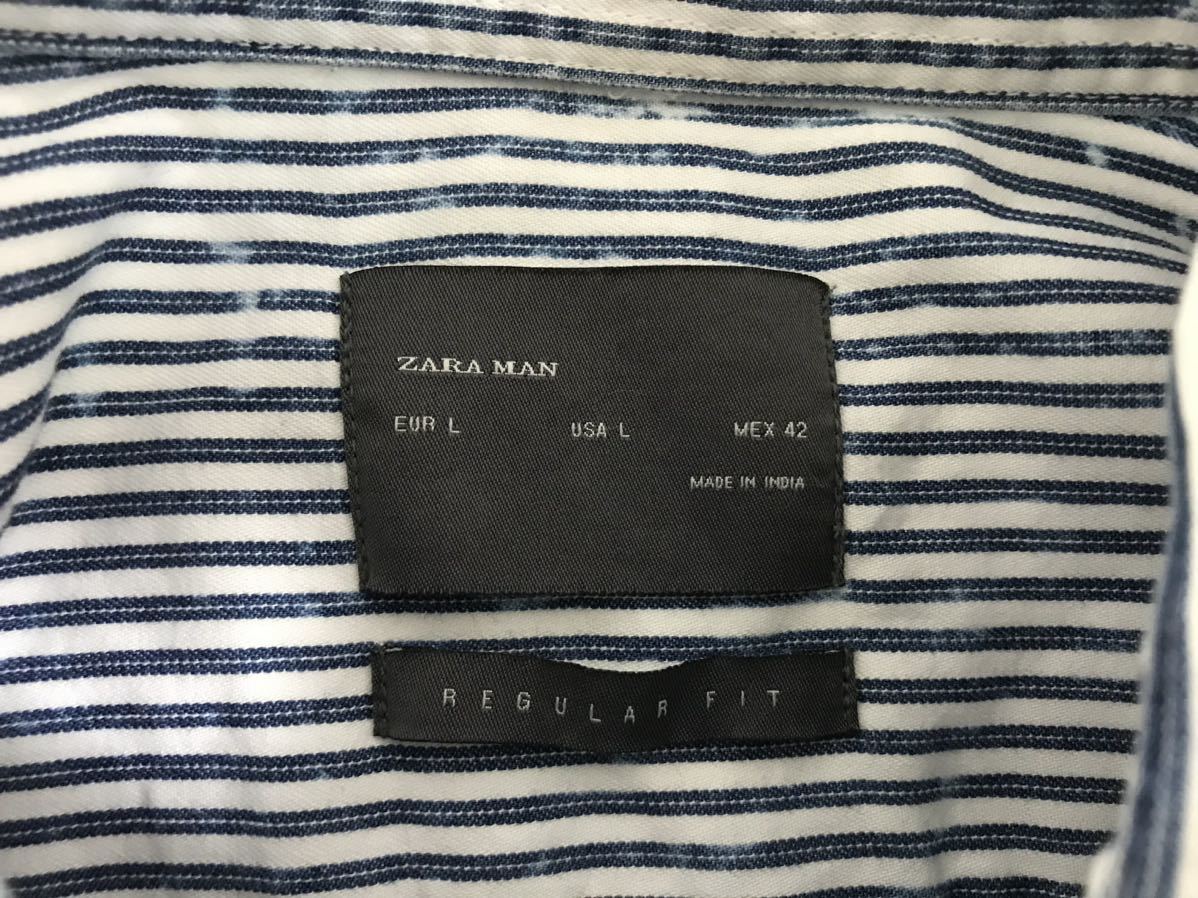 ZARA MAN
EUR L USA L MEX 42
MADE IN INDIA
REGULAR FIT